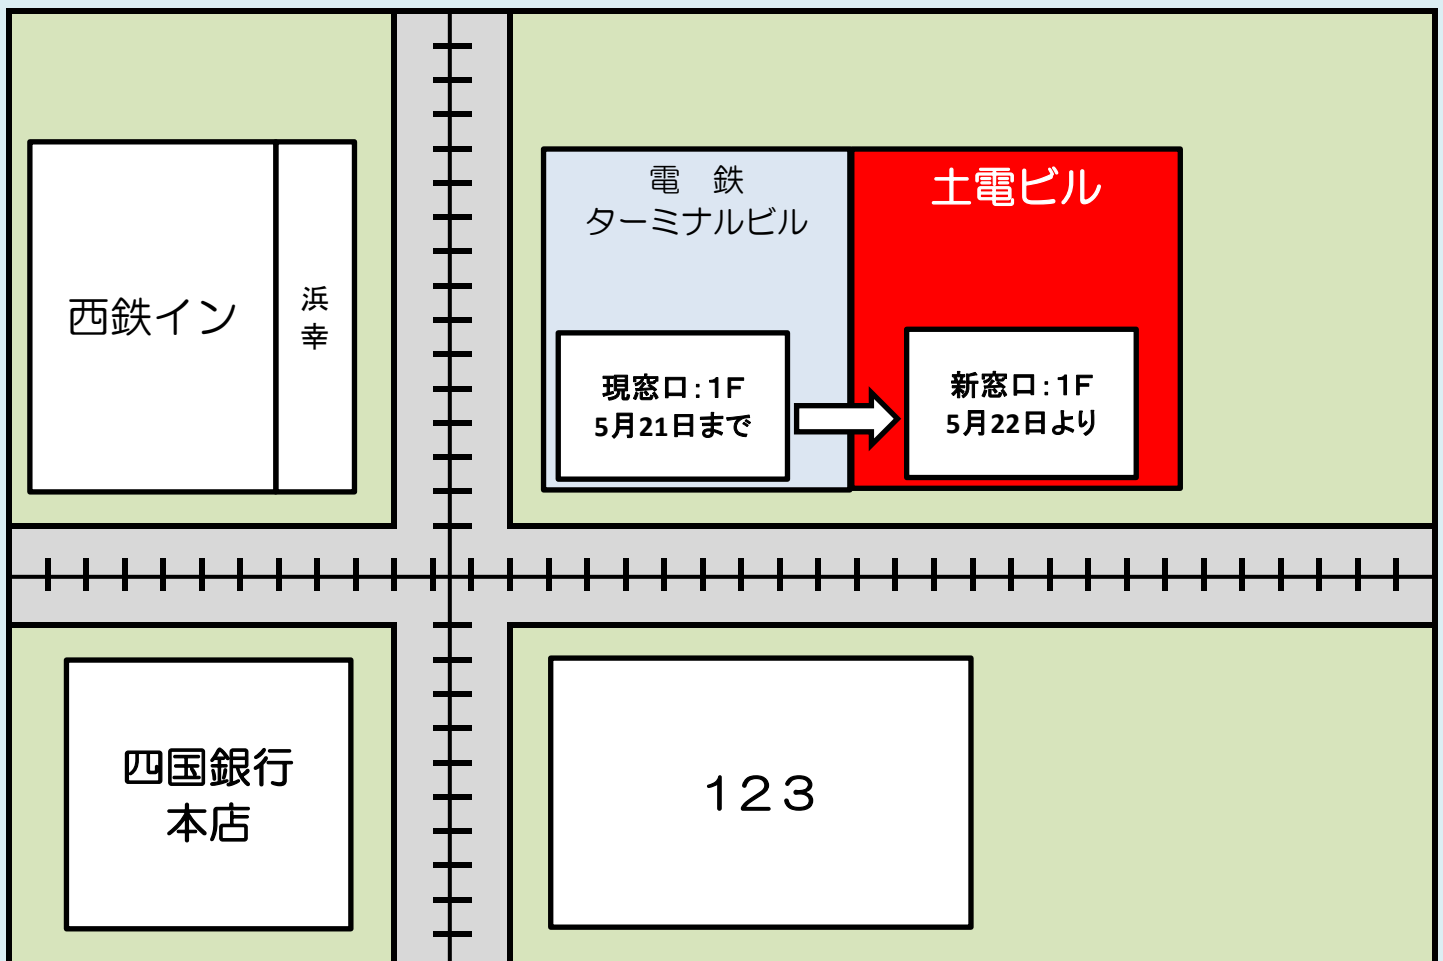 電　鉄
ターミナルビル
土電ビル
西鉄イン
浜
幸
現窓口：１Ｆ
5月21日まで
新窓口：１Ｆ
5月22日より
四国銀行
本店
１２３